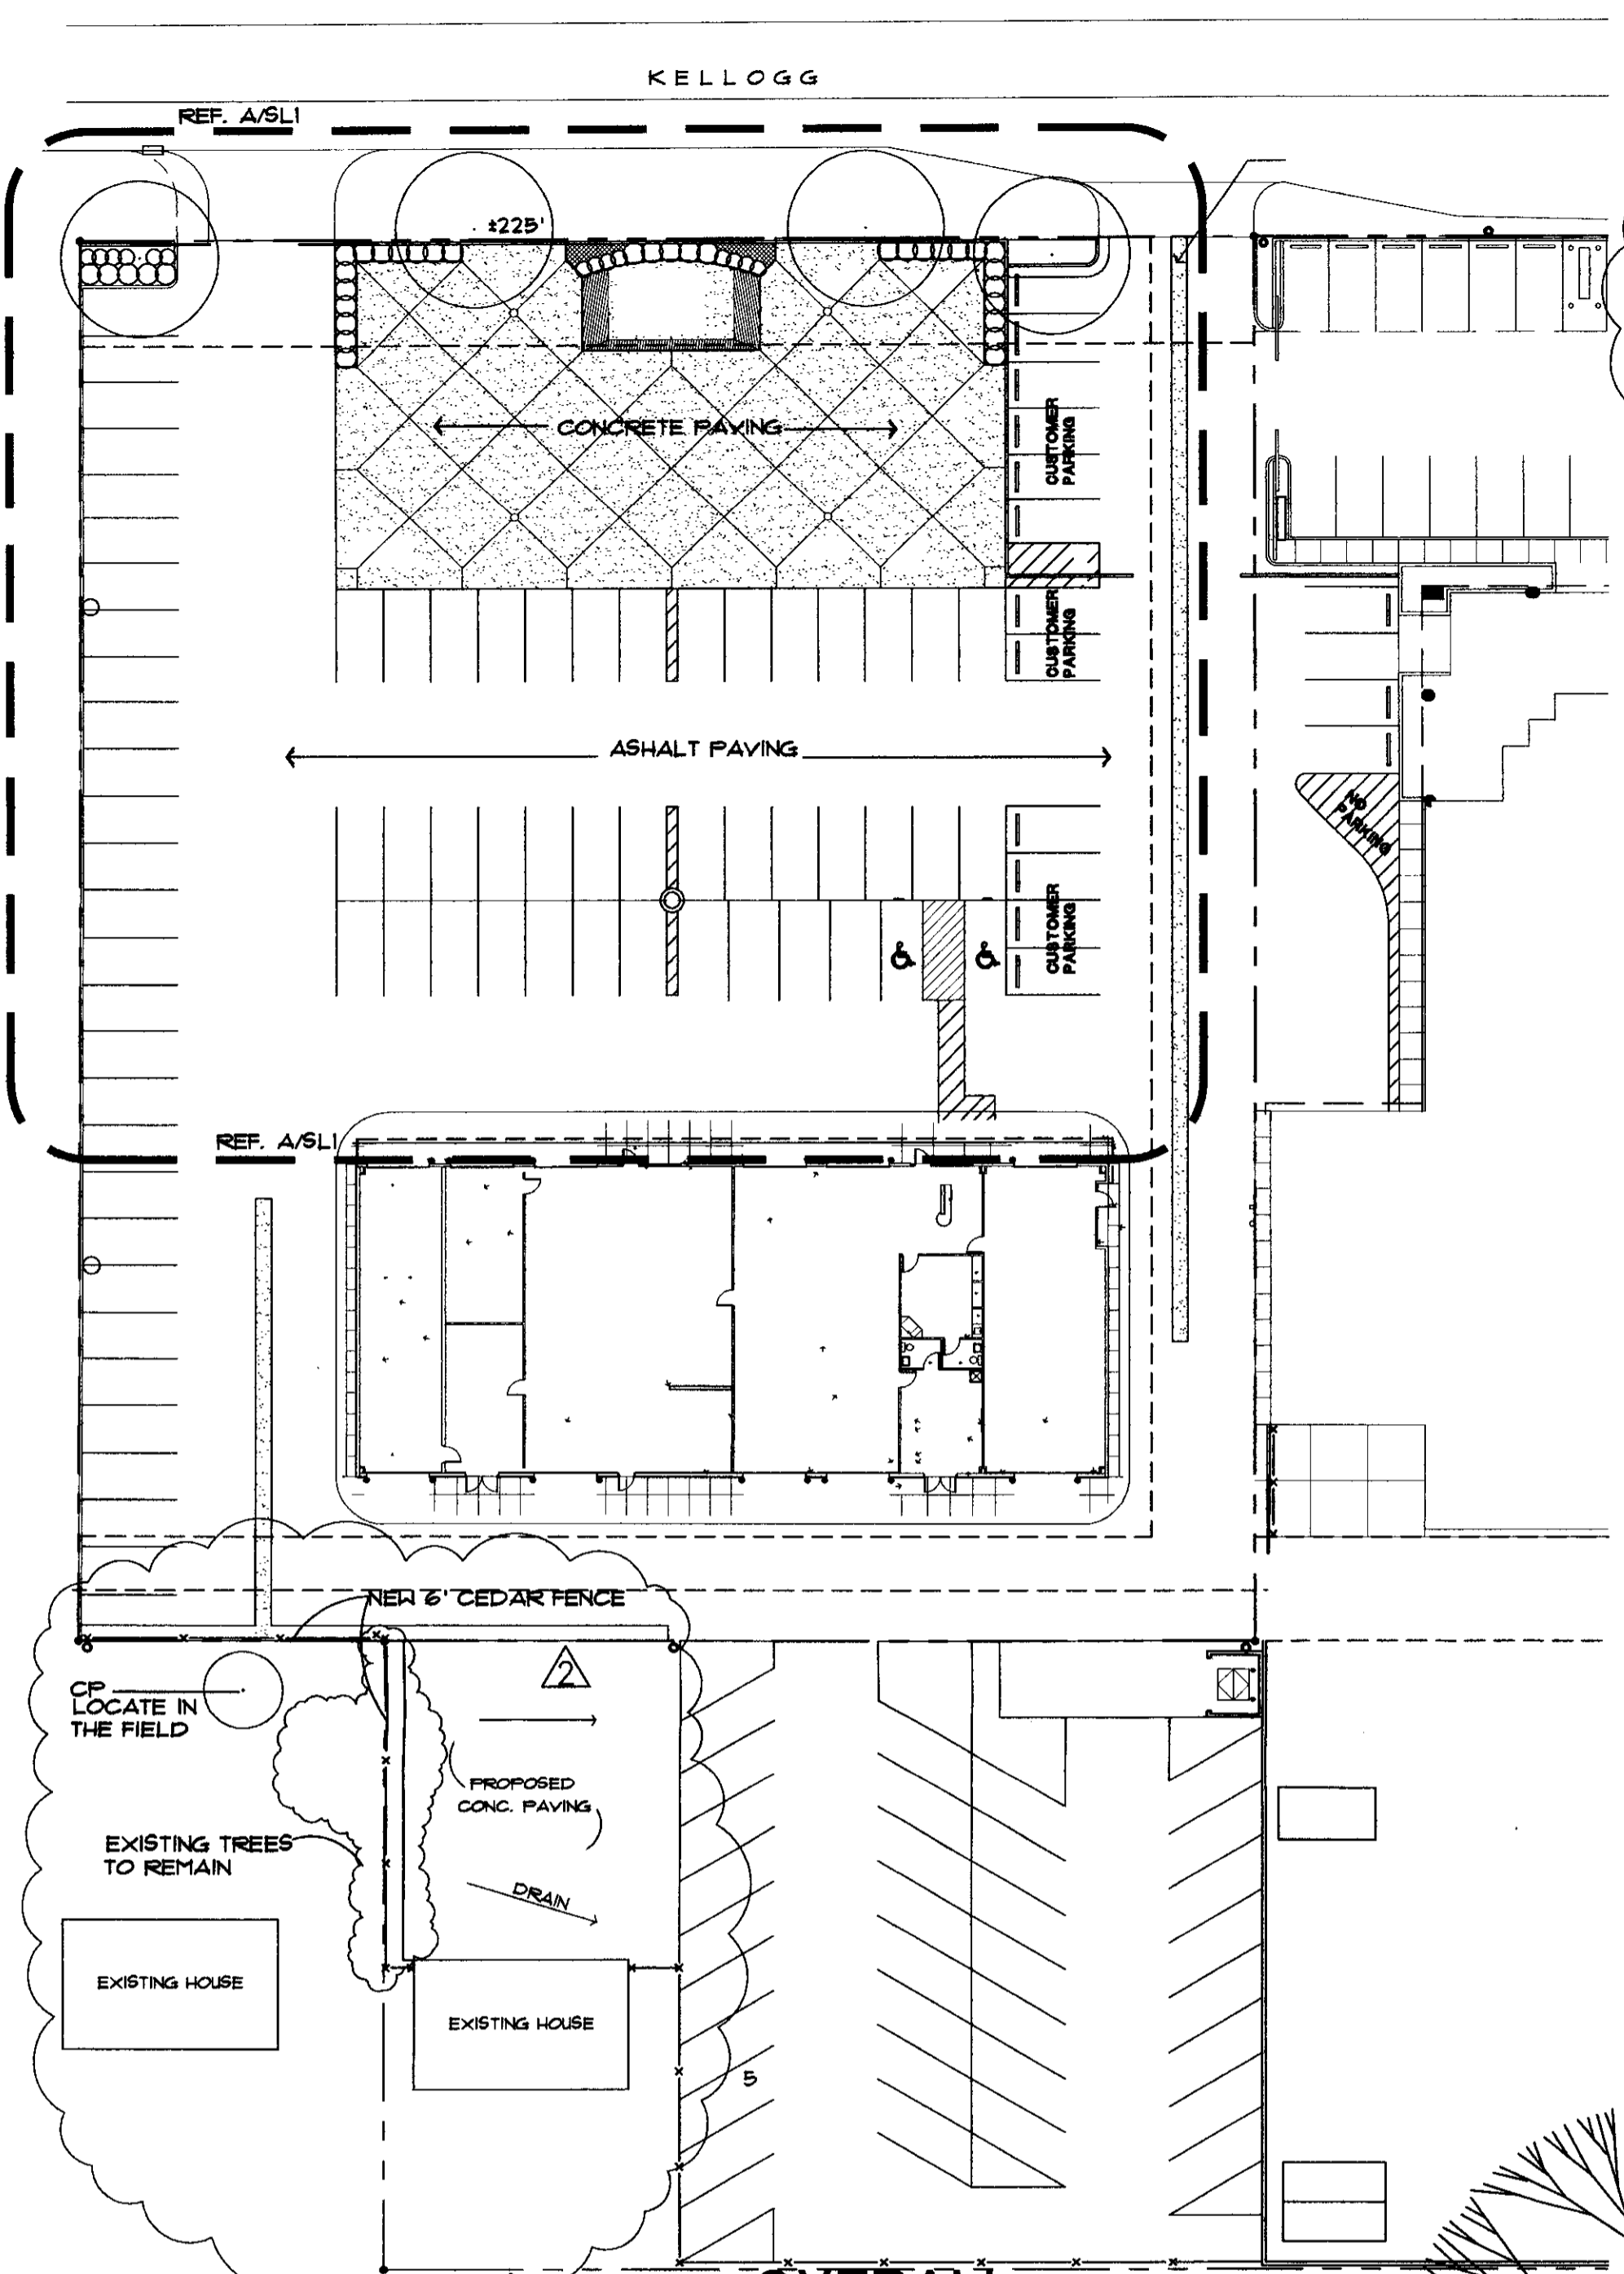 KELLOGG
REF. A/SL1
±225'
CONCRETE PAVING
CUSTOMER
PARKING
CUSTOMER
PARKING
ASHALT PAVING
NO
PARKING
CUSTOMER
PARKING
REF. A/SL1
NEW 6' CEDAR FENCE
2
CP
LOCATE IN
THE FIELD
PROPOSED
CONC. PAVING
EXISTING TREES
TO REMAIN
DRAIN
EXISTING HOUSE
EXISTING HOUSE
5